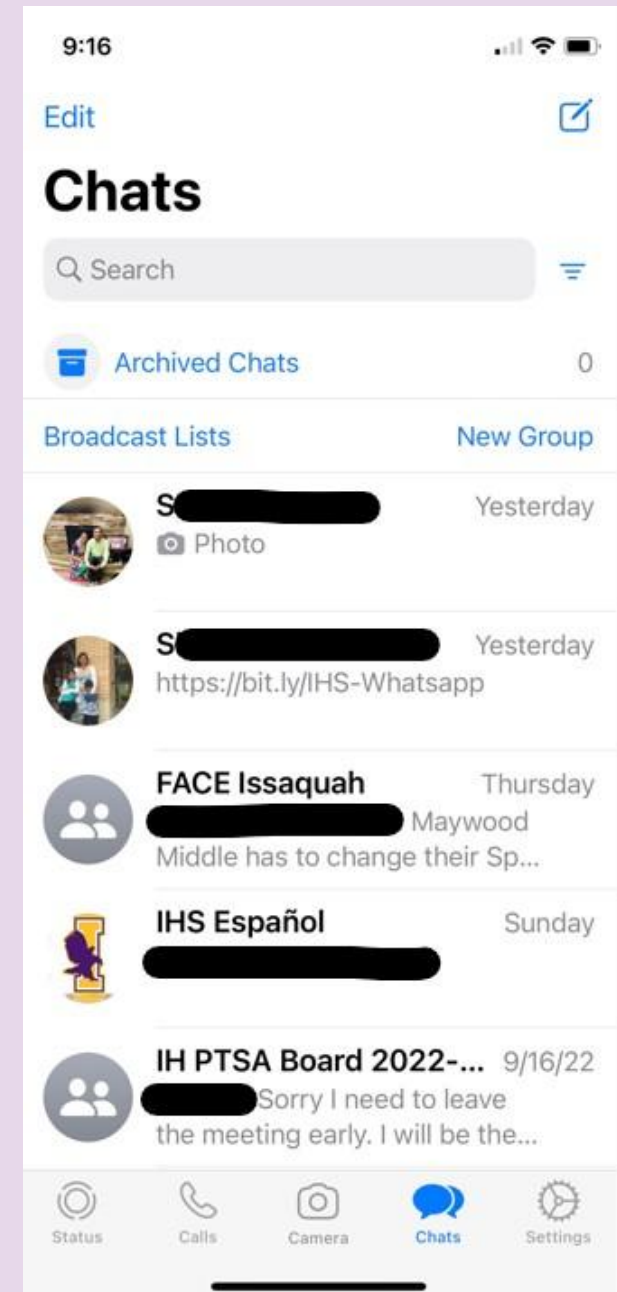 9:16
Edit
Chats
Search
Archived Chats 0
Broadcast Lists New Group
S Yesterday
Photo
S Yesterday
https://bit.ly/IHS-Whatsapp
FACE Issaquah Thursday
Maywood
Middle has to change their Sp...
IHS Español Sunday
I
IH PTSA Board 2022-... 9/16/22
Sorry I need to leave
the meeting early. I will be the...
Status Calls Camera Chats Settings